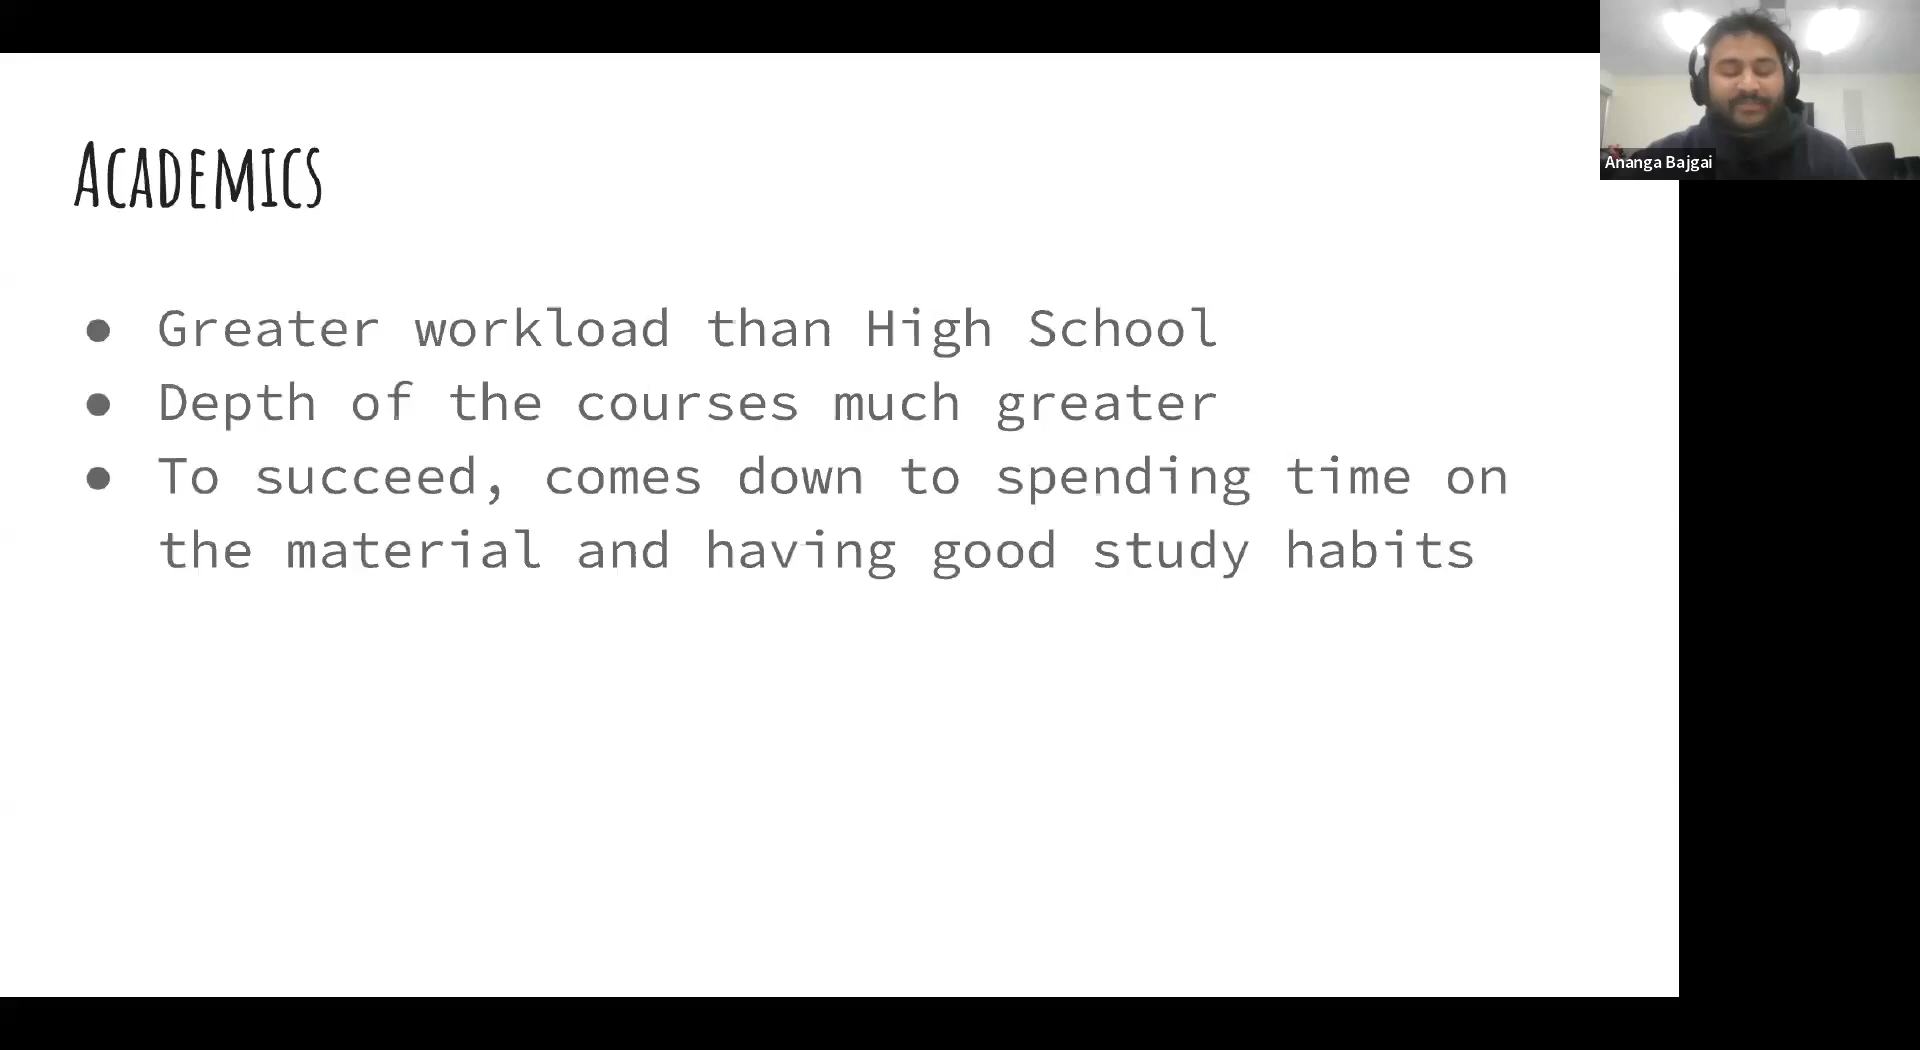 Academics
● Greater workload than High School
● Depth of the courses much greater
● To succeed, comes down to spending time on
the material and having good study habits
Ananga Bajgai